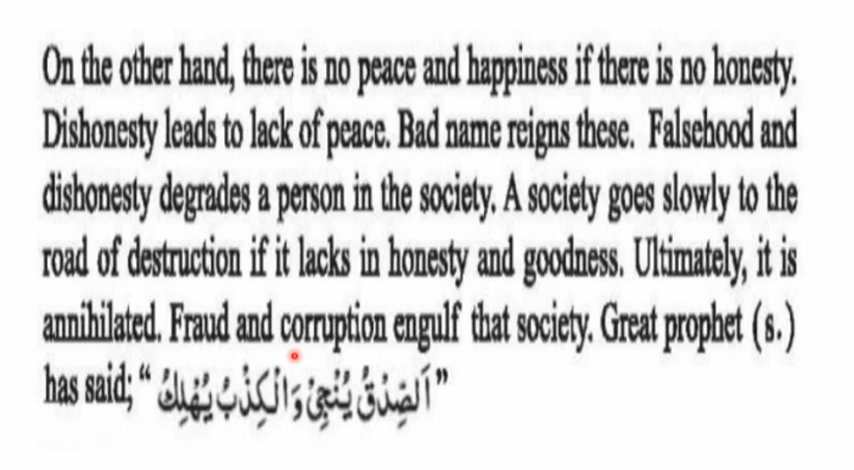 On the other hand, there is no peace and happiness if there is no honesty.
Dishonesty leads to lack of peace. Bad name reigns these. Falsehood and
dishonesty degrades a person in the society. A society goes slowly to the
road of destruction if it lacks in honesty and goodness. Ultimately, it is
annihilated. Fraud and corruption engulf that society. Great prophet (s.)
has said; “ اَلصِّدْقُ يُنْجِىْ وَالْكِذْبُ يُهْلِكُ ”